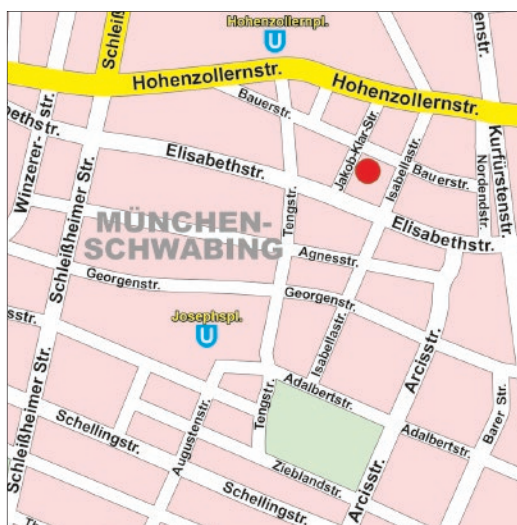 Schleiß
Hohenzollernpl.
U
Hohenzollernstr.
Hohenzollernstr.
Bauerstr.
Jakob-Klar-Str.
Isabellastr.
Kurfürstenstr.
Winzerer-
str.
bethstr.
Elisabethstr.
Bauerstr.
Nordendstr.
Schleißheimer Str.
MÜNCHEN-
SCHWABING
Tengstr.
Elisabethstr.
Agnesstr.
Georgenstr.
Georgenstr.
Josephspl.
U
sstr.
Isabellastr.
Arcisstr.
Adalbertstr.
Schleißheimer Str.
Schellingstr.
Augustenstr.
Tengstr.
Adalbertstr.
Barer Str.
Zieblandstr.
Schellingstr.
Arcisstr.
Th